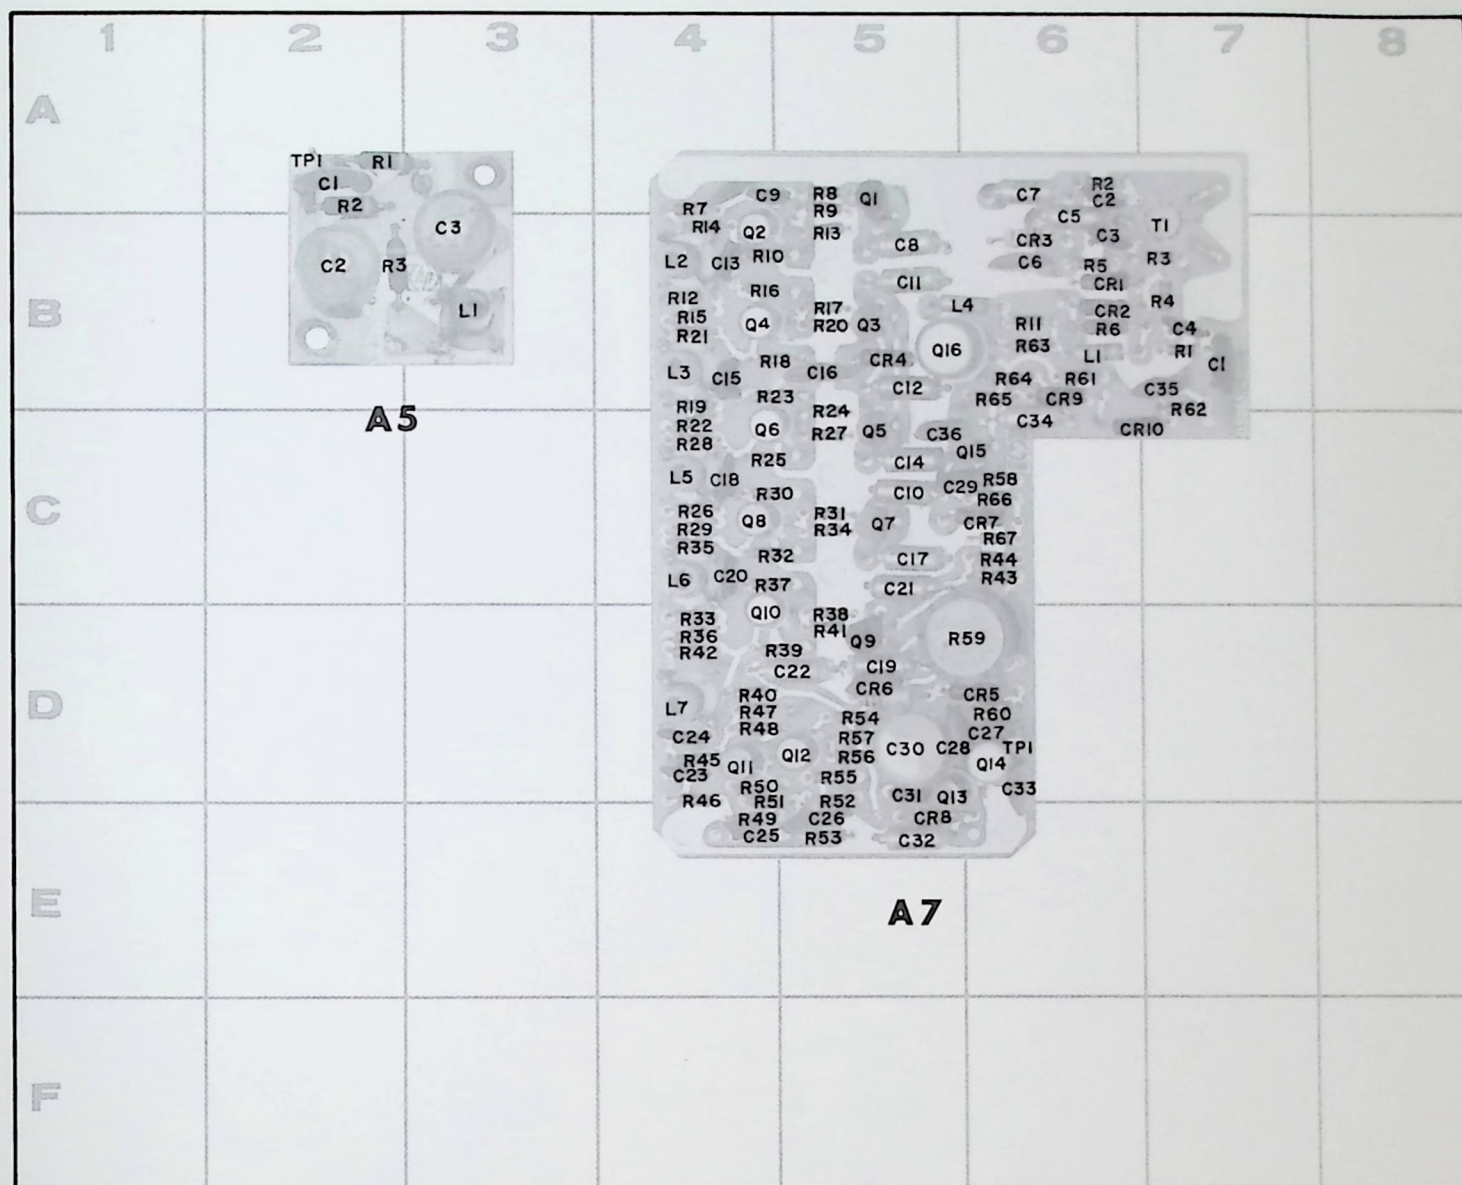 1 2 3 4 5 6 7 8
A
TP1 R1
C1
R2
C3
C2 R3
L1
A5
C9 R8 Q1 C7 R2
C2
R7 R9 C5
R14 Q2 R13 C8 CR3 C3 T1
L2 C13 R10 C6 R5 R3
R16 C11 CR1
B
R12 R17 L4 CR2 R4
R15 Q4 R20 Q3 R11 R6 C4
R21 R63 L1 R1
R18 CR4 Q16 C1
L3 C15 C16 C12 R64 R61 C35
R23 R65 CR9
R19 R24 R62
R22 Q6 R27 Q5 C36 C34 CR10
R28 Q15
R25 C14
L5 C18 C29 R58
R30 C10 R66
C
R26 Q8 R31 Q7 CR7
R29 R34 R67
R35 R32 C17 R44
L6 C20 R37 C21 R43
R33 Q10 R38 R59
R36 R41 Q9
R42 R39 C19
C22 CR6
D
R40 CR5
L7 R47 R54 R60
C24 R48 R57 C30 C28 C27 TP1
R45 Q11 Q12 R56 Q14
C23 R50 R55 C33
R46 R51 R52 C31 Q13
R49 C26 CR8
C25 R53 C32
E
A7
F